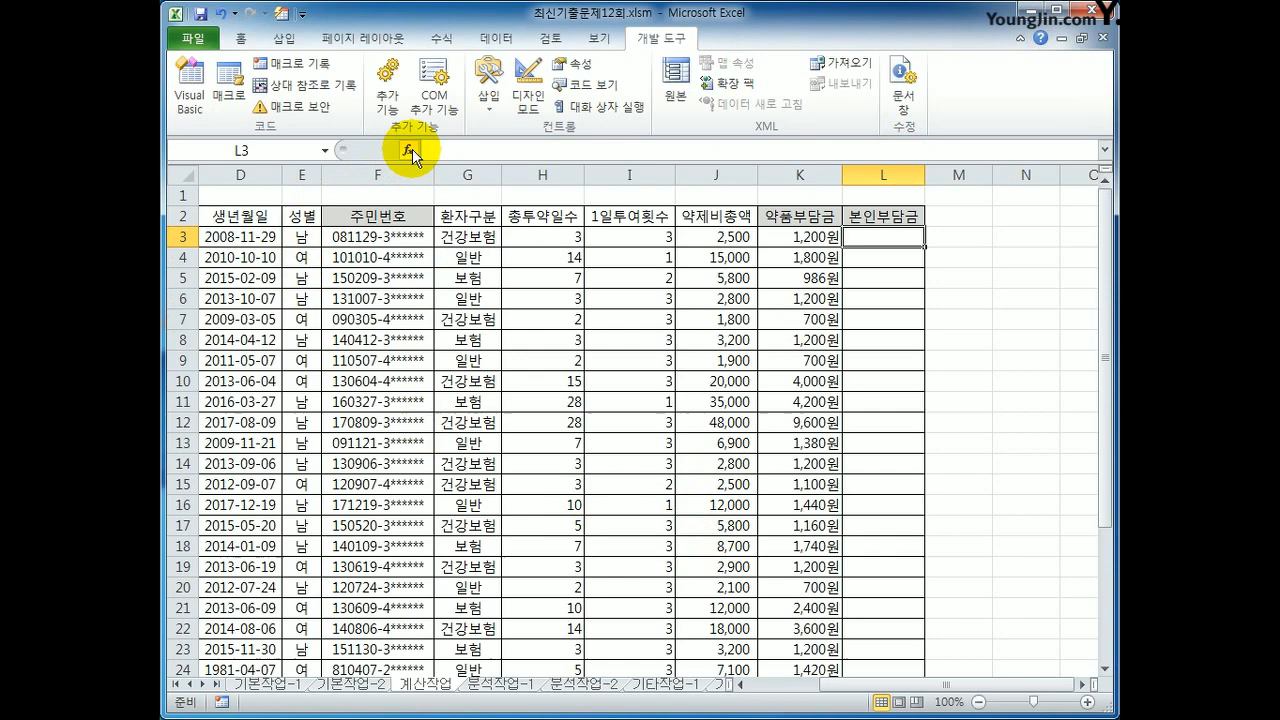 최신기출문제12회.xlsm - Microsoft Excel
YoungJin.com Y.
파일 홈 삽입 페이지 레이아웃 수식 데이터 검토 보기 개발 도구
Visual Basic 매크로 매크로 기록 상대 참조로 기록 매크로 보안 코드
추가 기능 COM 추가 기능 추가 기능
삽입 디자인 모드 속성 코드 보기 대화 상자 실행 컨트롤
원본 맵 속성 확장 팩 데이터 새로 고침 가져오기 내보내기 XML
문서 창 수정
L3
D E F G H I J K L M N O
1
2 생년월일 성별 주민번호 환자구분 총투약일수 1일투여횟수 약제비총액 약품부담금 본인부담금
3 2008-11-29 남 081129-3****** 건강보험 3 3 2,500 1,200원
4 2010-10-10 여 101010-4****** 일반 14 1 15,000 1,800원
5 2015-02-09 남 150209-3****** 보험 7 2 5,800 986원
6 2013-10-07 남 131007-3****** 일반 3 3 2,800 1,200원
7 2009-03-05 여 090305-4****** 건강보험 2 3 1,800 700원
8 2014-04-12 남 140412-3****** 보험 3 3 3,200 1,200원
9 2011-05-07 여 110507-4****** 일반 2 3 1,900 700원
10 2013-06-04 여 130604-4****** 건강보험 15 3 20,000 4,000원
11 2016-03-27 남 160327-3****** 보험 28 1 35,000 4,200원
12 2017-08-09 남 170809-3****** 건강보험 28 3 48,000 9,600원
13 2009-11-21 남 091121-3****** 일반 7 3 6,900 1,380원
14 2013-09-06 남 130906-3****** 건강보험 3 3 2,800 1,200원
15 2012-09-07 여 120907-4****** 건강보험 3 2 2,500 1,100원
16 2017-12-19 남 171219-3****** 일반 10 1 12,000 1,440원
17 2015-05-20 남 150520-3****** 건강보험 5 3 5,800 1,160원
18 2014-01-09 남 140109-3****** 보험 7 3 8,700 1,740원
19 2013-06-19 여 130619-4****** 건강보험 3 3 2,900 1,200원
20 2012-07-24 남 120724-3****** 일반 2 3 2,100 700원
21 2013-06-09 여 130609-4****** 보험 10 3 12,000 2,400원
22 2014-08-06 여 140806-4****** 건강보험 14 3 18,000 3,600원
23 2015-11-30 남 151130-3****** 보험 3 3 3,200 1,200원
24 1981-04-07 여 810407-2****** 일반 5 3 7,100 1,420원
기본작업-1 기본작업-2 계산작업 분석작업-1 분석작업-2 기타작업-1
준비 100%